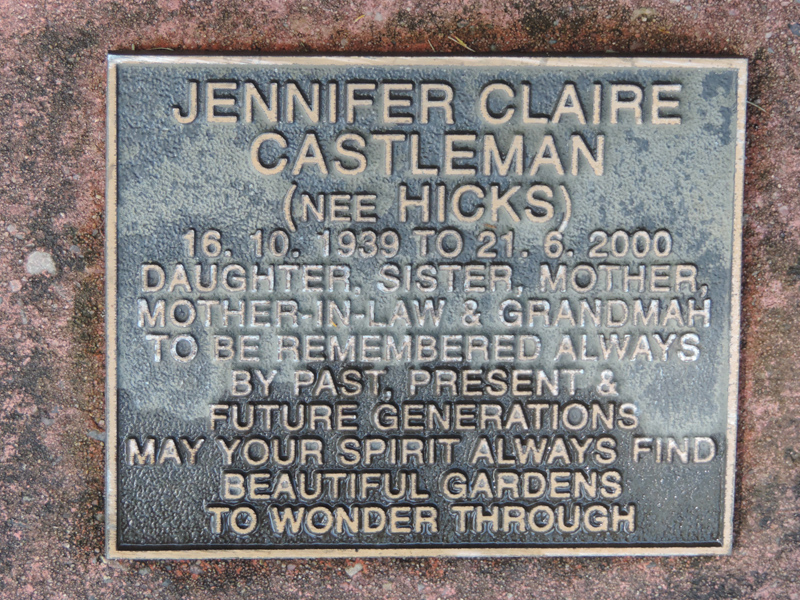 JENNIFER CLAIRE
CASTLEMAN
(NEE HICKS)
16. 10. 1939 TO 21. 6. 2000
DAUGHTER, SISTER, MOTHER,
MOTHER-IN-LAW & GRANDMAH
TO BE REMEMBERED ALWAYS
BY PAST, PRESENT &
FUTURE GENERATIONS
MAY YOUR SPIRIT ALWAYS FIND
BEAUTIFUL GARDENS
TO WONDER THROUGH